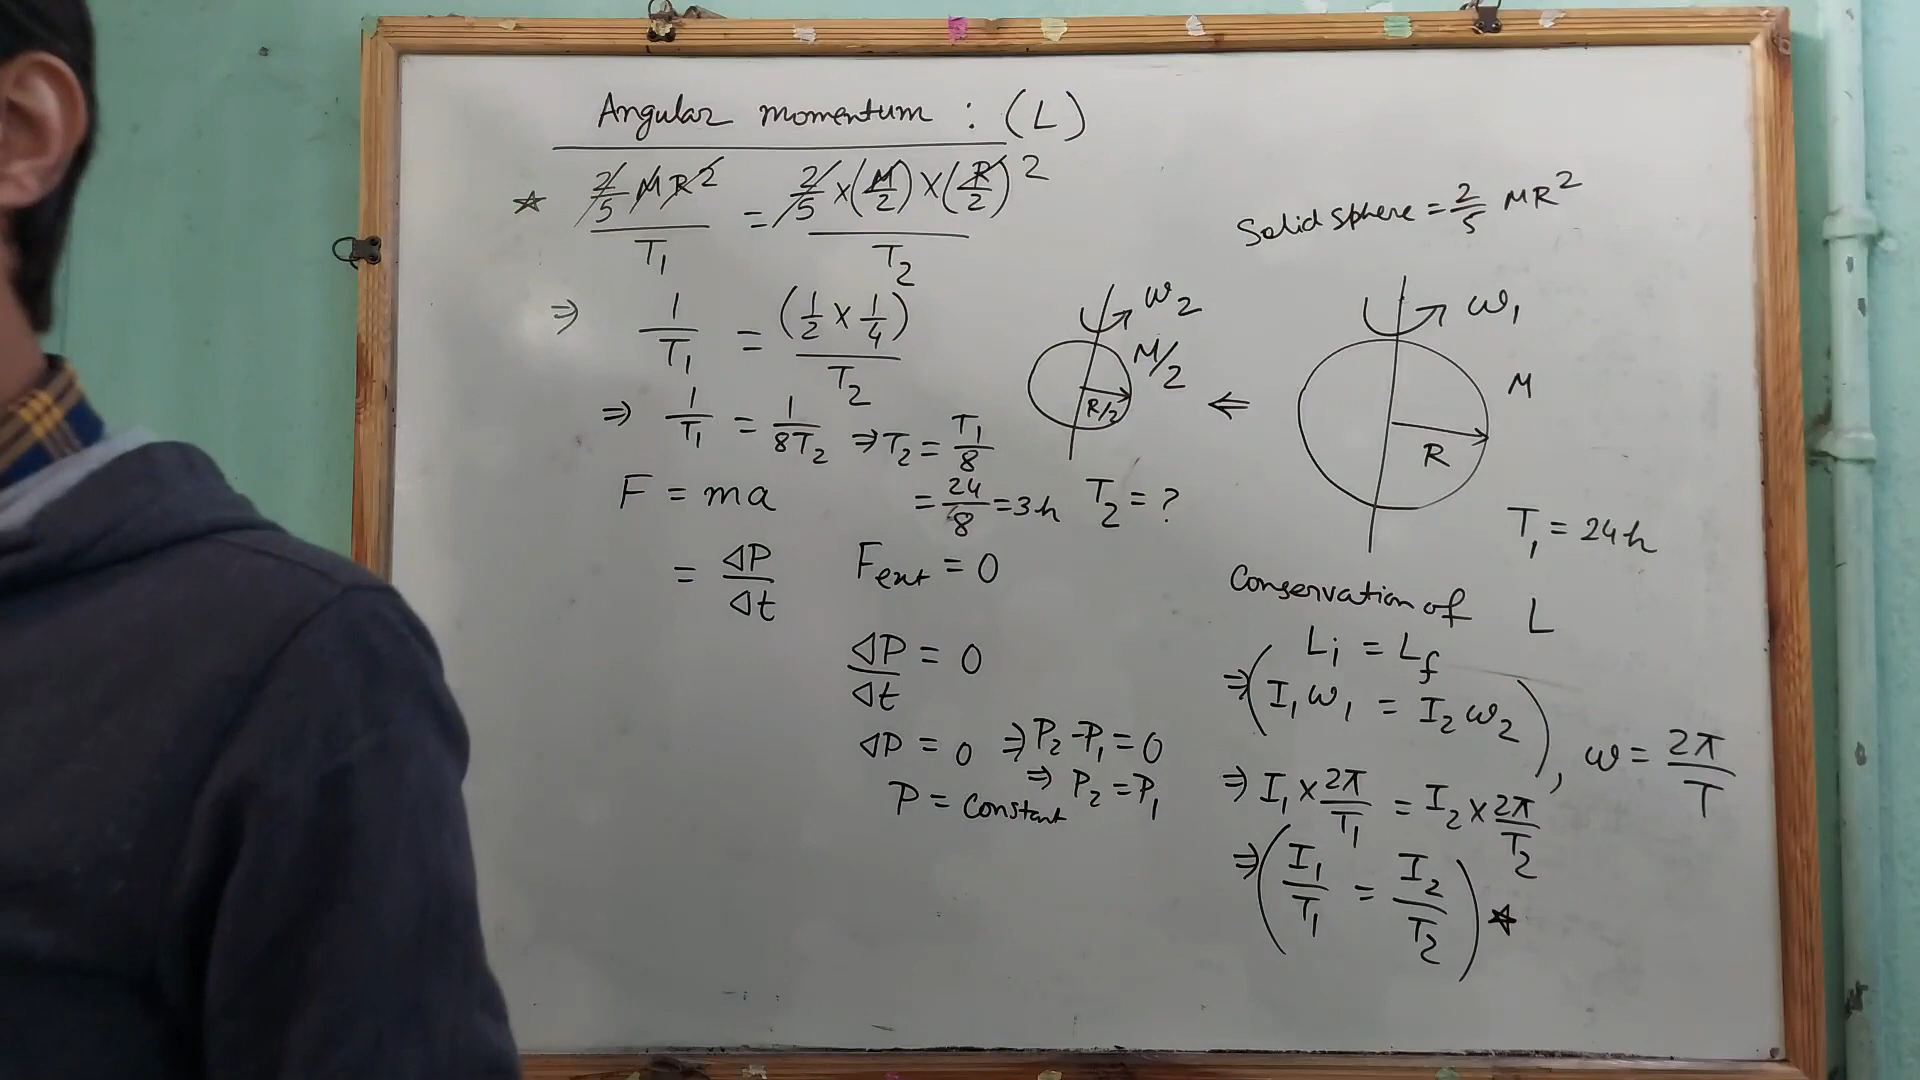 Angular momentum : (L)
★ 2/5 MR² / T₁ = 2/5 × (M/2) × (R/2)² / T₂
⇒ 1/T₁ = (1/2 × 1/4) / T₂
⇒ 1/T₁ = 1/8T₂ ⇒ T₂ = T₁/8
= 24/8 = 3h
F = ma
= ΔP/Δt
F ext = 0
ΔP/Δt = 0
ΔP = 0 ⇒ P₂ - P₁ = 0
⇒ P₂ = P₁
P = Constant
Solid sphere = 2/5 MR²
ω₂
M/2
R/2
T₂ = ?
⇐
ω₁
M
R
T₁ = 24h
Conservation of L
Li = Lf
⇒ (I₁ω₁ = I₂ω₂), ω = 2π/T
⇒ I₁ × 2π/T₁ = I₂ × 2π/T₂
⇒ (I₁/T₁ = I₂/T₂) ★